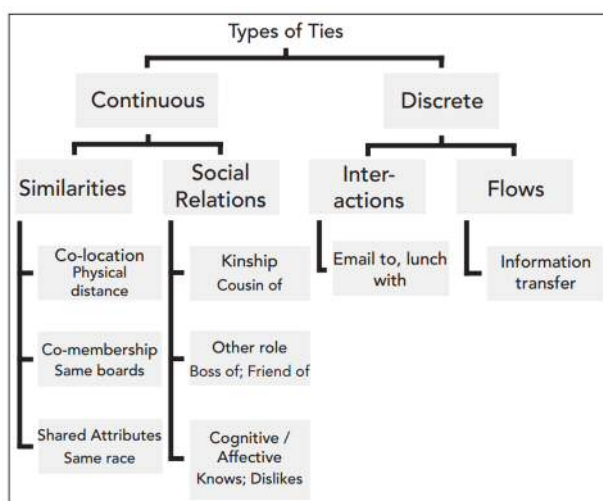 Types of Ties
Continuous
Discrete
Similarities
Social
Relations
Inter-
actions
Flows
Co-location
Physical
distance
Kinship
Cousin of
Email to, lunch
with
Information
transfer
Co-membership
Same boards
Other role
Boss of; Friend of
Shared Attributes
Same race
Cognitive /
Affective
Knows; Dislikes